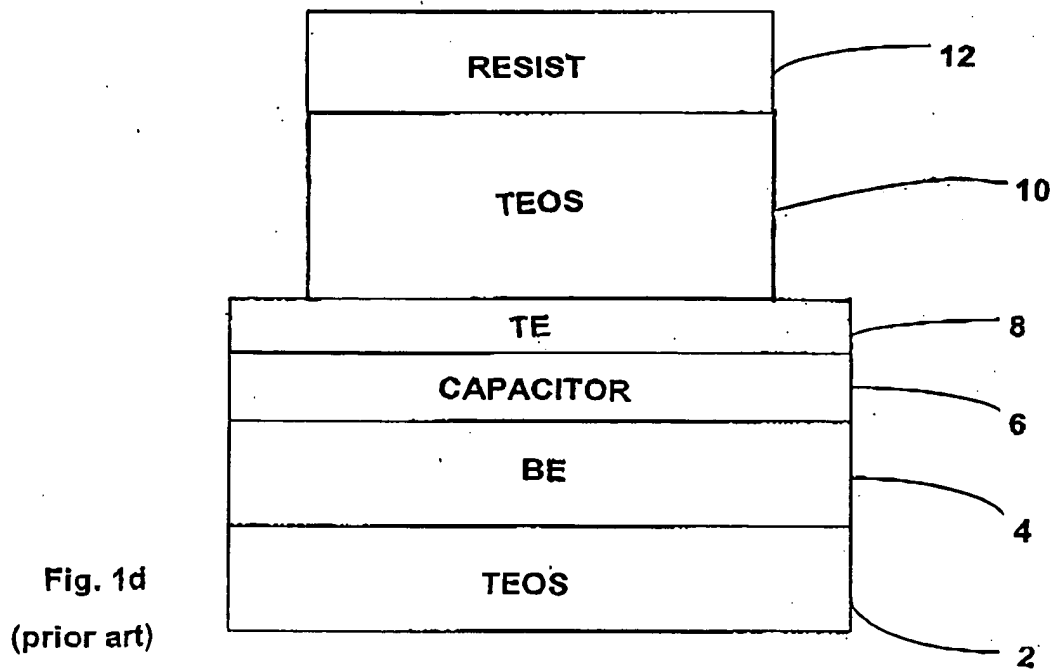 RESIST
12
TEOS
10
TE
8
CAPACITOR
6
BE
4
TEOS
2
Fig. 1d
(prior art)